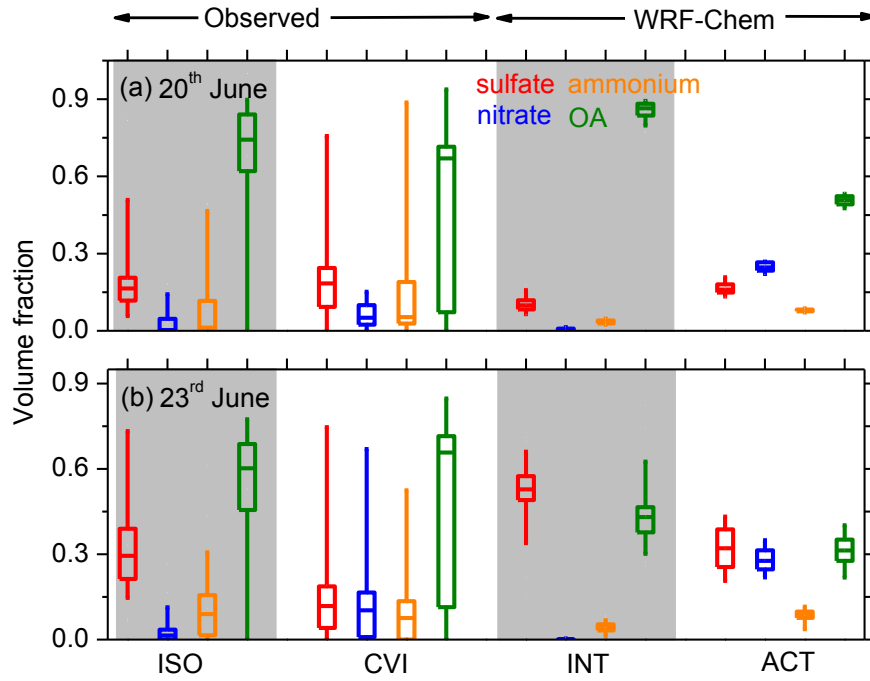 Observed WRF-Chem
(a) 20th June
sulfate ammonium
nitrate OA
0.9
0.6
0.3
0.0
Volume fraction
(b) 23rd June
0.9
0.6
0.3
0.0
ISO CVI INT ACT